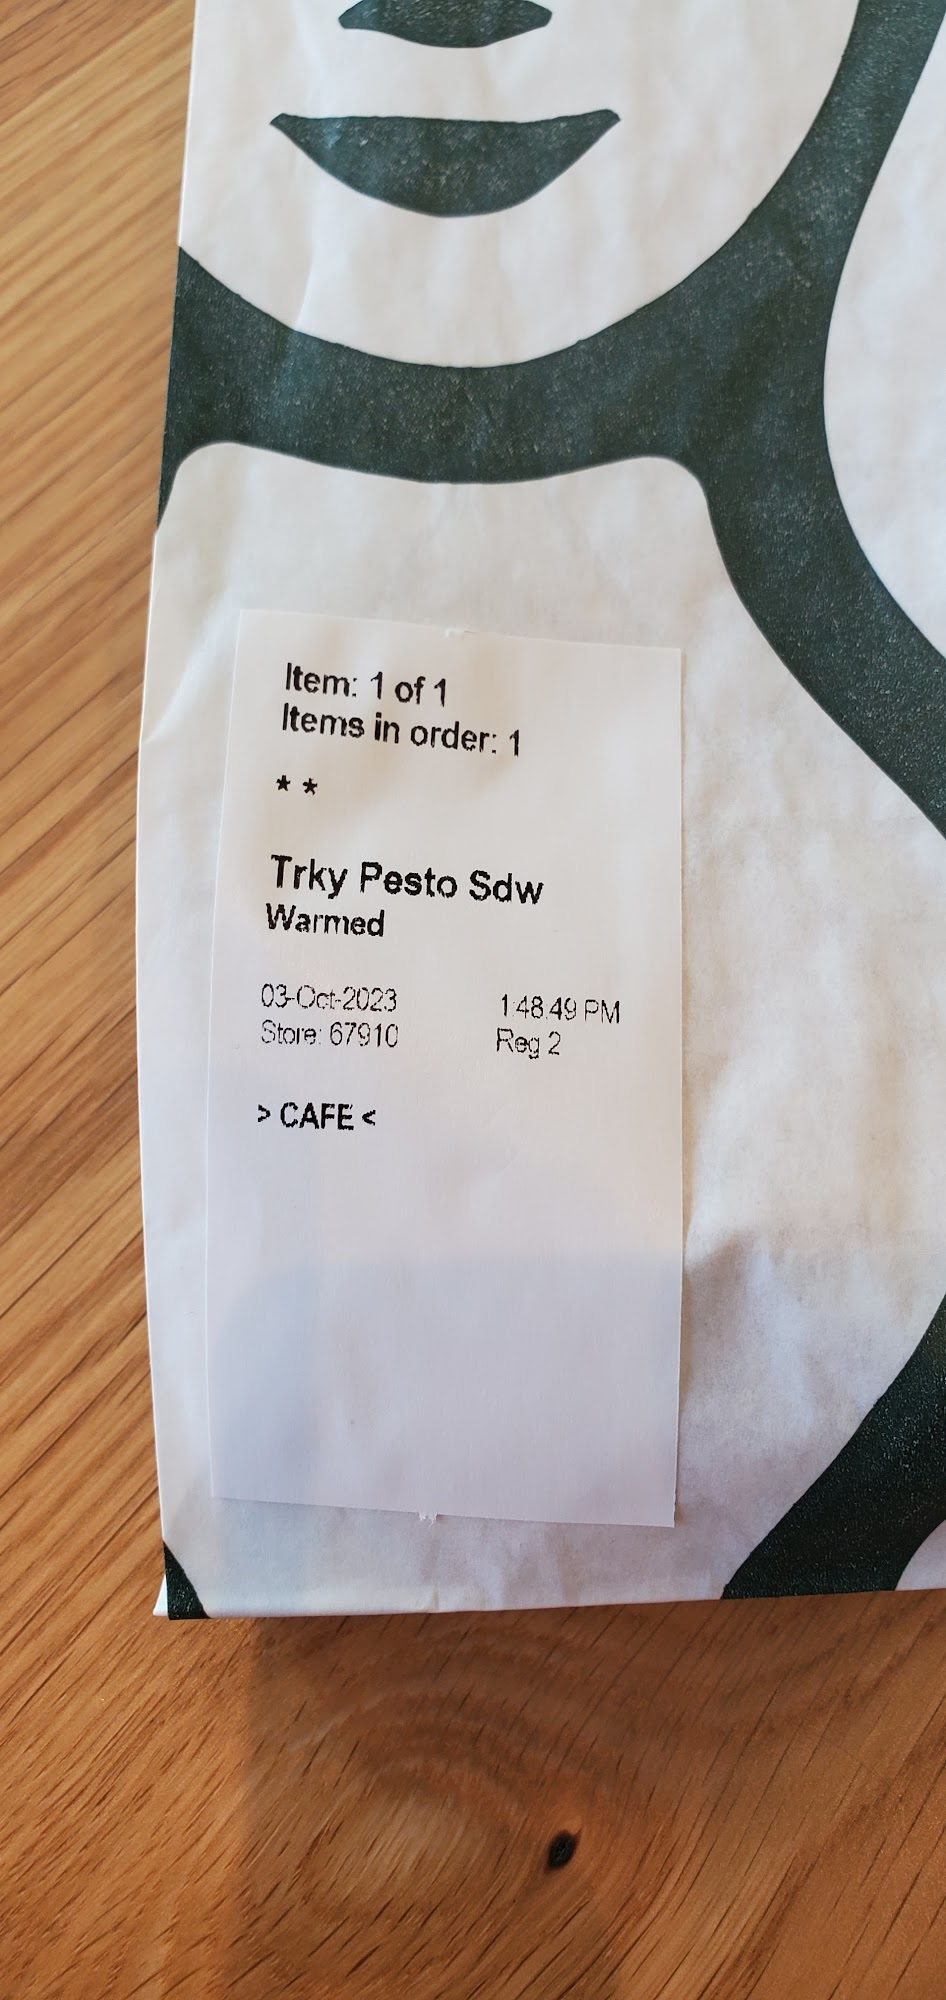 Item: 1 of 1
Items in order: 1
* *
Trky Pesto Sdw
Warmed
03-Oct-2023 1:48:49 PM
Store: 67910 Reg 2
> CAFE <